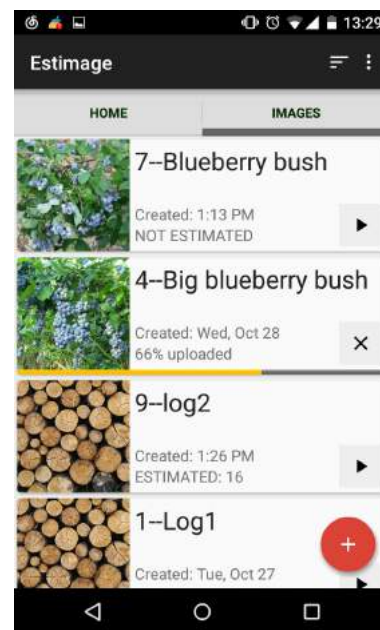 13:29
Estimage
HOME IMAGES
7--Blueberry bush
Created: 1:13 PM
NOT ESTIMATED
4--Big blueberry bush
Created: Wed, Oct 28
66% uploaded
9--log2
Created: 1:26 PM
ESTIMATED: 16
1--Log1
Created: Tue, Oct 27